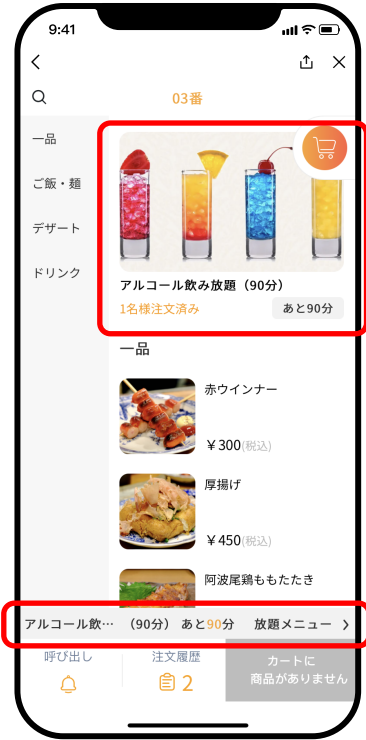 9:41
03番
一品
ご飯・麺
デザート
ドリンク
アルコール飲み放題（90分）
1名様注文済み
あと90分
一品
赤ウインナー
￥300(税込)
厚揚げ
￥450(税込)
阿波尾鶏ももたたき
アルコール飲… （90分） あと90分 放題メニュー
呼び出し
注文履歴
2
カートに
商品がありません